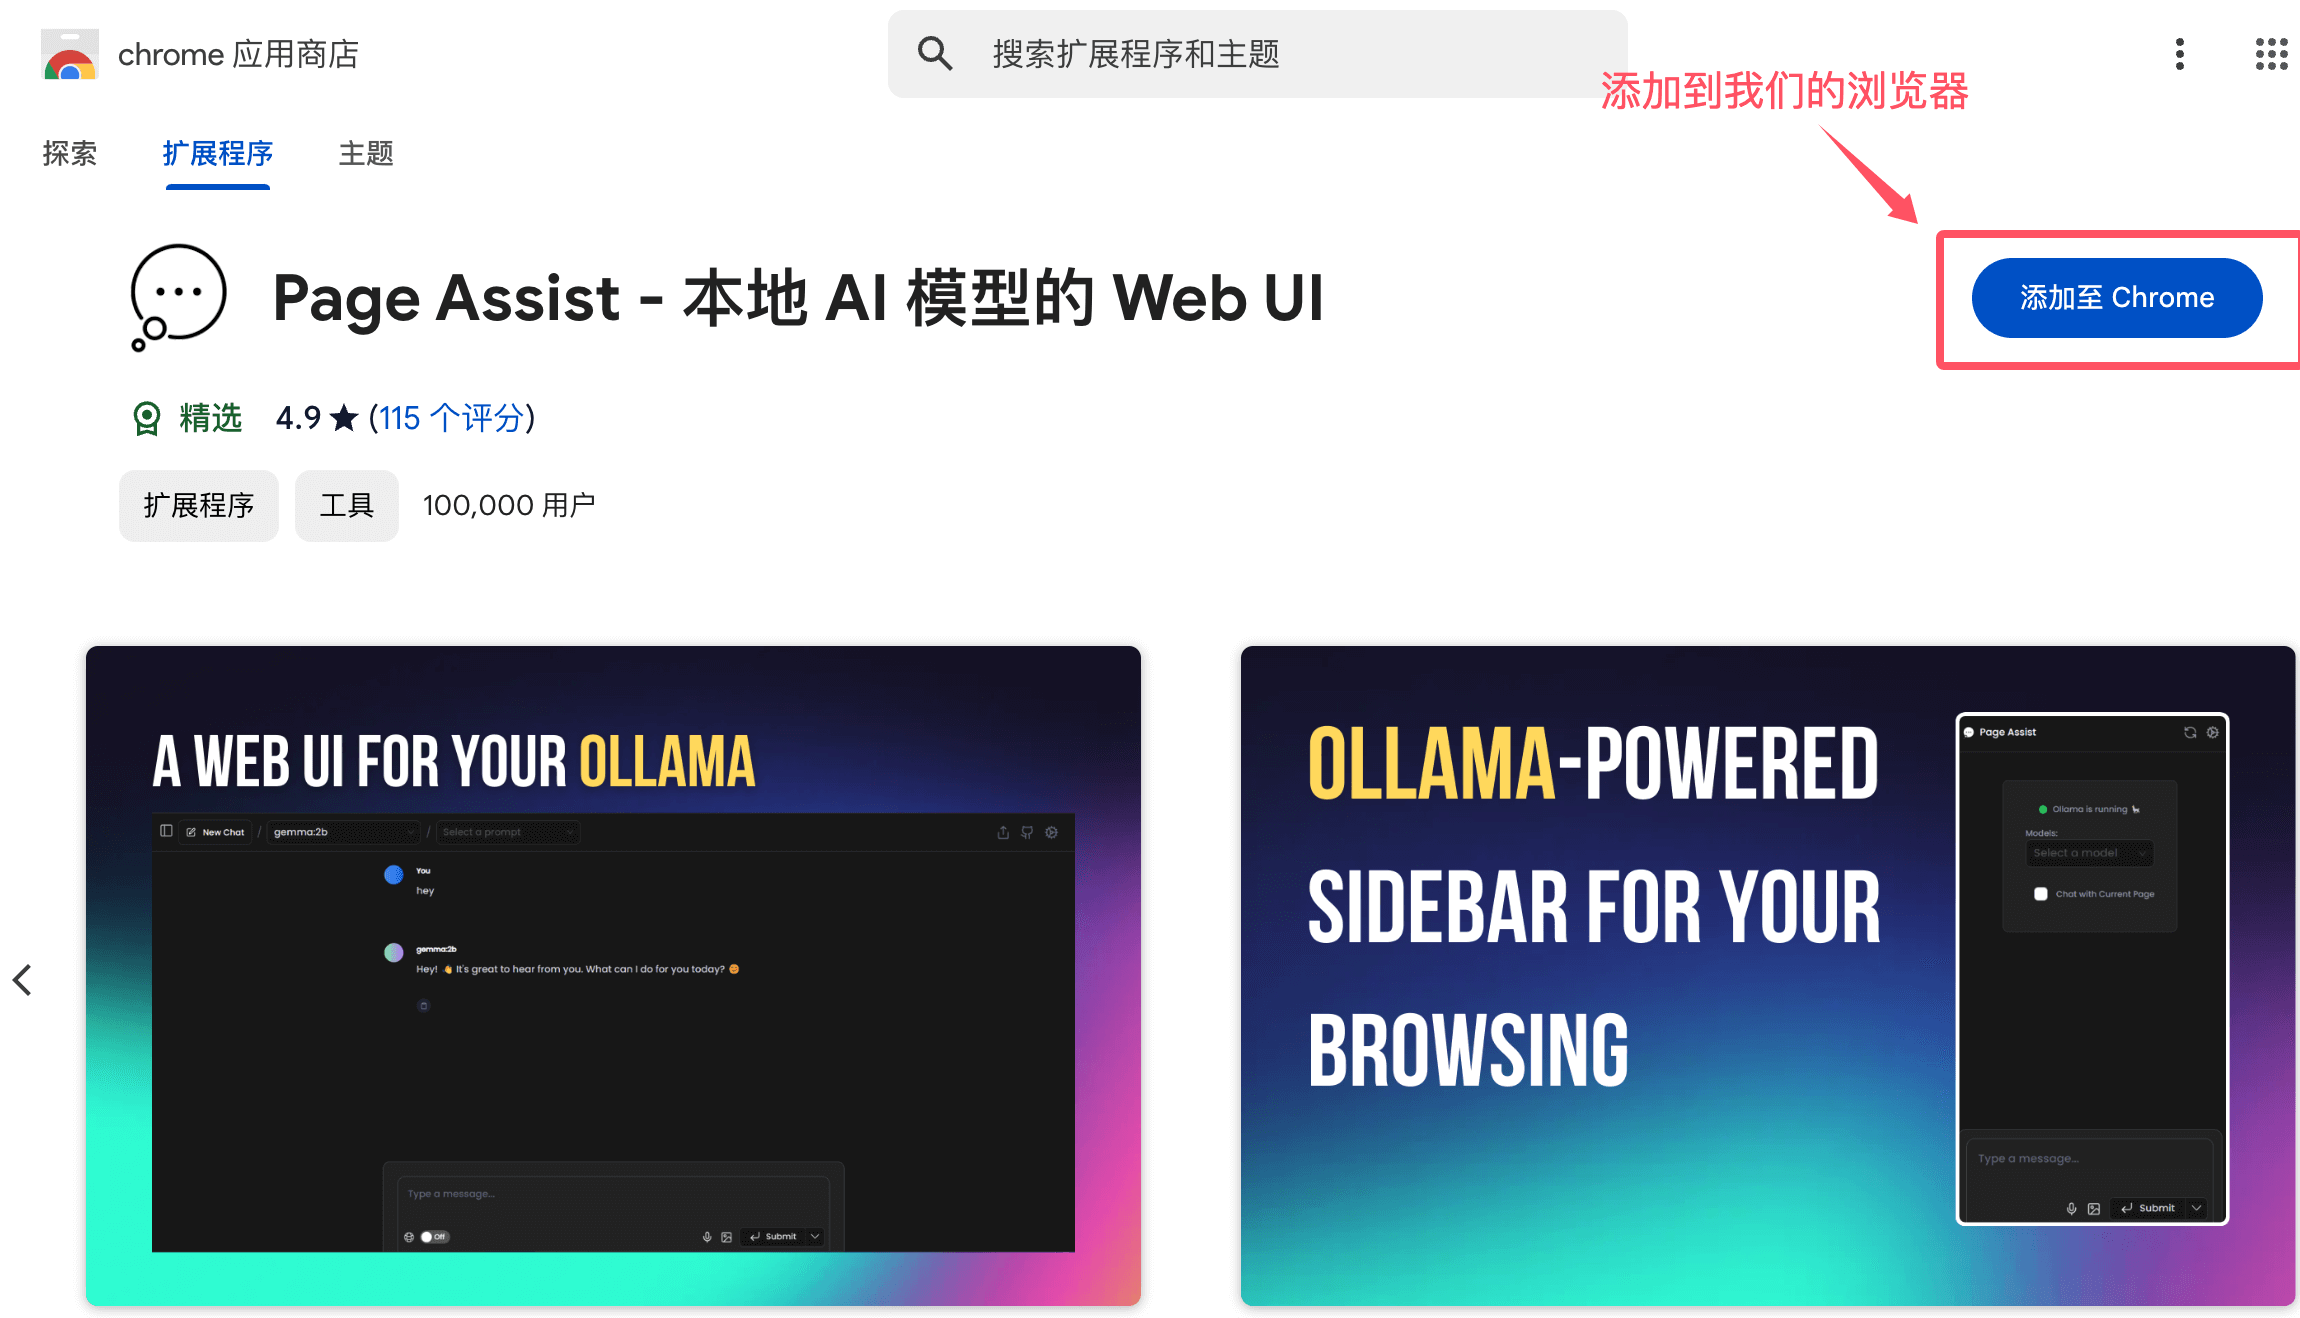 chrome 应用商店
搜索扩展程序和主题
添加到我们的浏览器
探索 扩展程序 主题
Page Assist - 本地 AI 模型的 Web UI
添加至 Chrome
精选 4.9 ★ (115 个评分)
扩展程序 工具 100,000 用户
A WEB UI FOR YOUR OLLAMA
New Chat / gemma:2b / Select a prompt
You
hey
gemma:2b
Hey! 👋 It's great to hear from you. What can I do for you today? 😊
Type a message...
Off
Submit
OLLAMA-POWERED
SIDEBAR FOR YOUR
BROWSING
Page Assist
Ollama is running 🦙
Models:
Select a model
Chat with Current Page
Type a message...
Submit